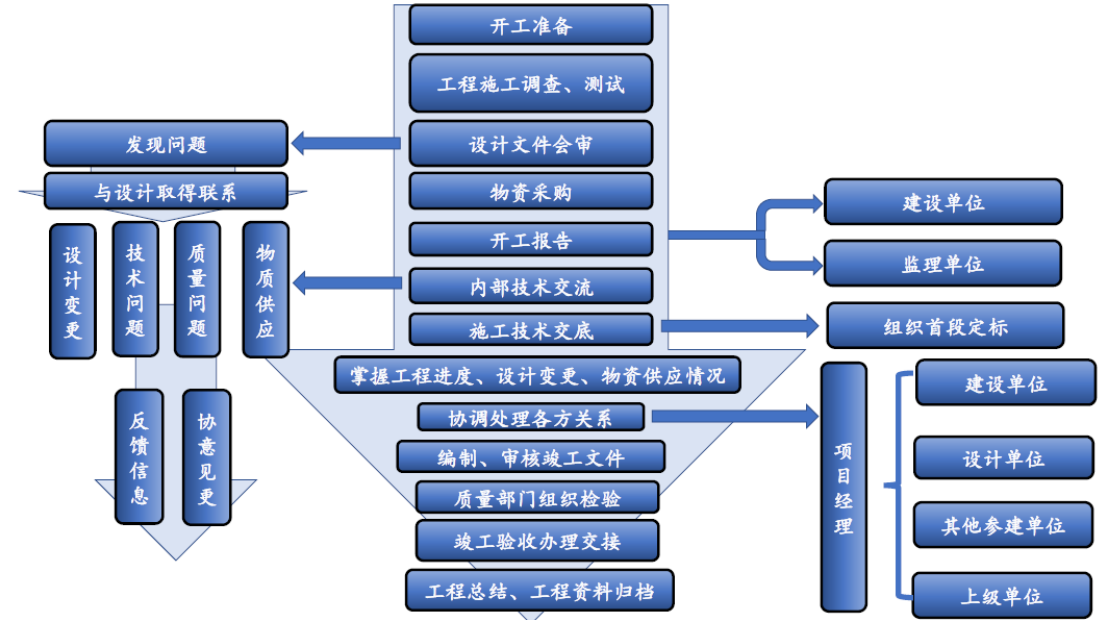 开工准备
工程施工调查、测试
发现问题
设计文件会审
与设计取得联系
物资采购
建设单位
开工报告
监理单位
设计变更
技术问题
质量问题
物质供应
内部技术交流
施工技术交底
组织首段定标
掌握工程进度、设计变更、物资供应情况
协调处理各方关系
编制、审核竣工文件
质量部门组织检验
竣工验收办理交接
工程总结、工程资料归档
反馈信息
协意见更
项目经理
建设单位
设计单位
其他参建单位
上级单位